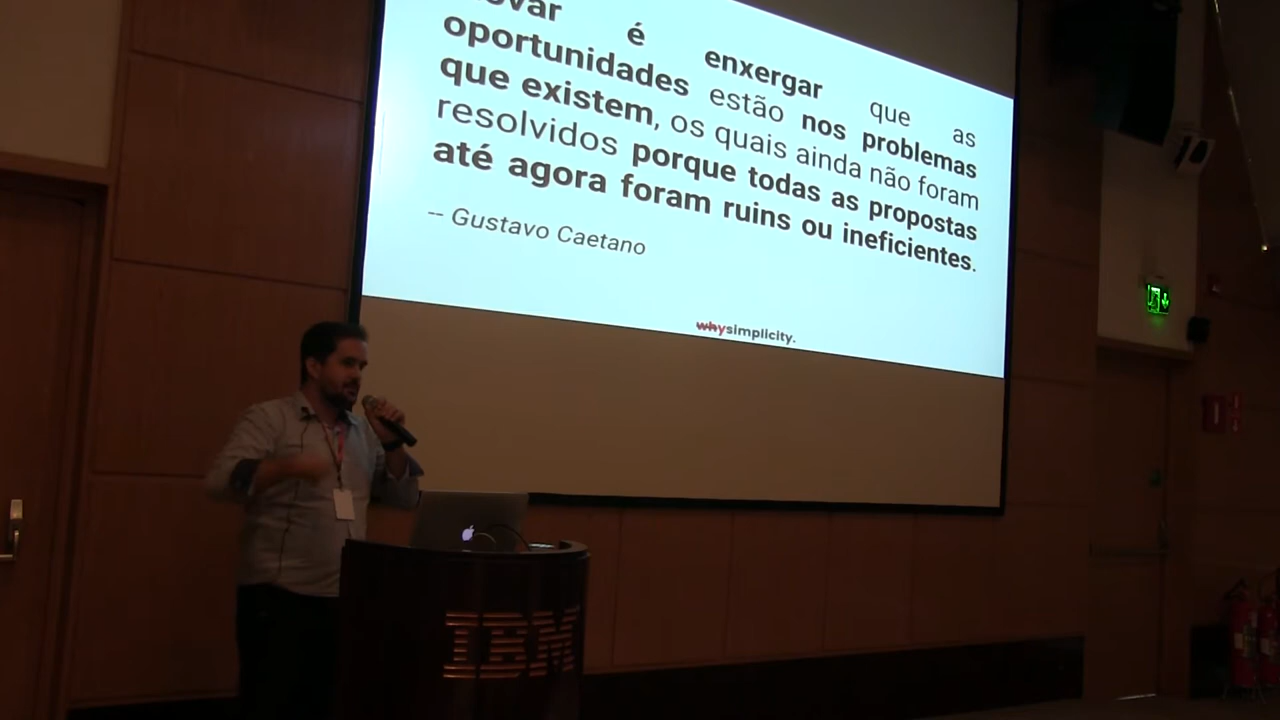 é enxergar que as
oportunidades estão nos problemas
que existem, os quais ainda não foram
resolvidos porque todas as propostas
até agora foram ruins ou ineficientes.
-- Gustavo Caetano
whysimplicity.
IBM